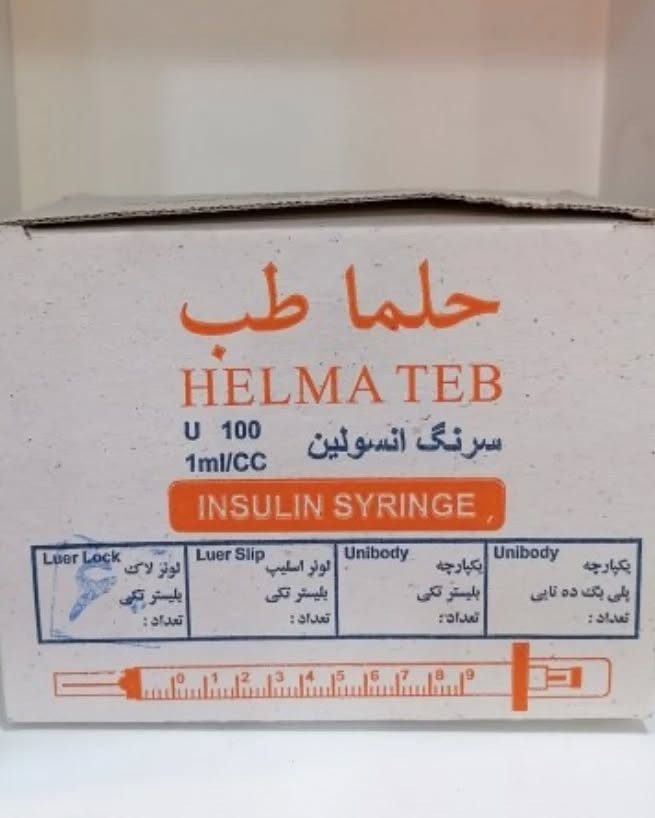 حلما طب
HELMA TEB
U 100
1ml/CC
سرنگ انسولین
INSULIN SYRINGE
Luer Lock
لوئر لاک
بلیستر تکی
تعداد :
Luer Slip
لوئر اسلیپ
بلیستر تکی
تعداد :
Unibody
یکپارچه
بلیستر تکی
تعداد :
Unibody
یکپارچه
پلی بگ ده تایی
تعداد :
0 1 2 3 4 5 6 7 8 9